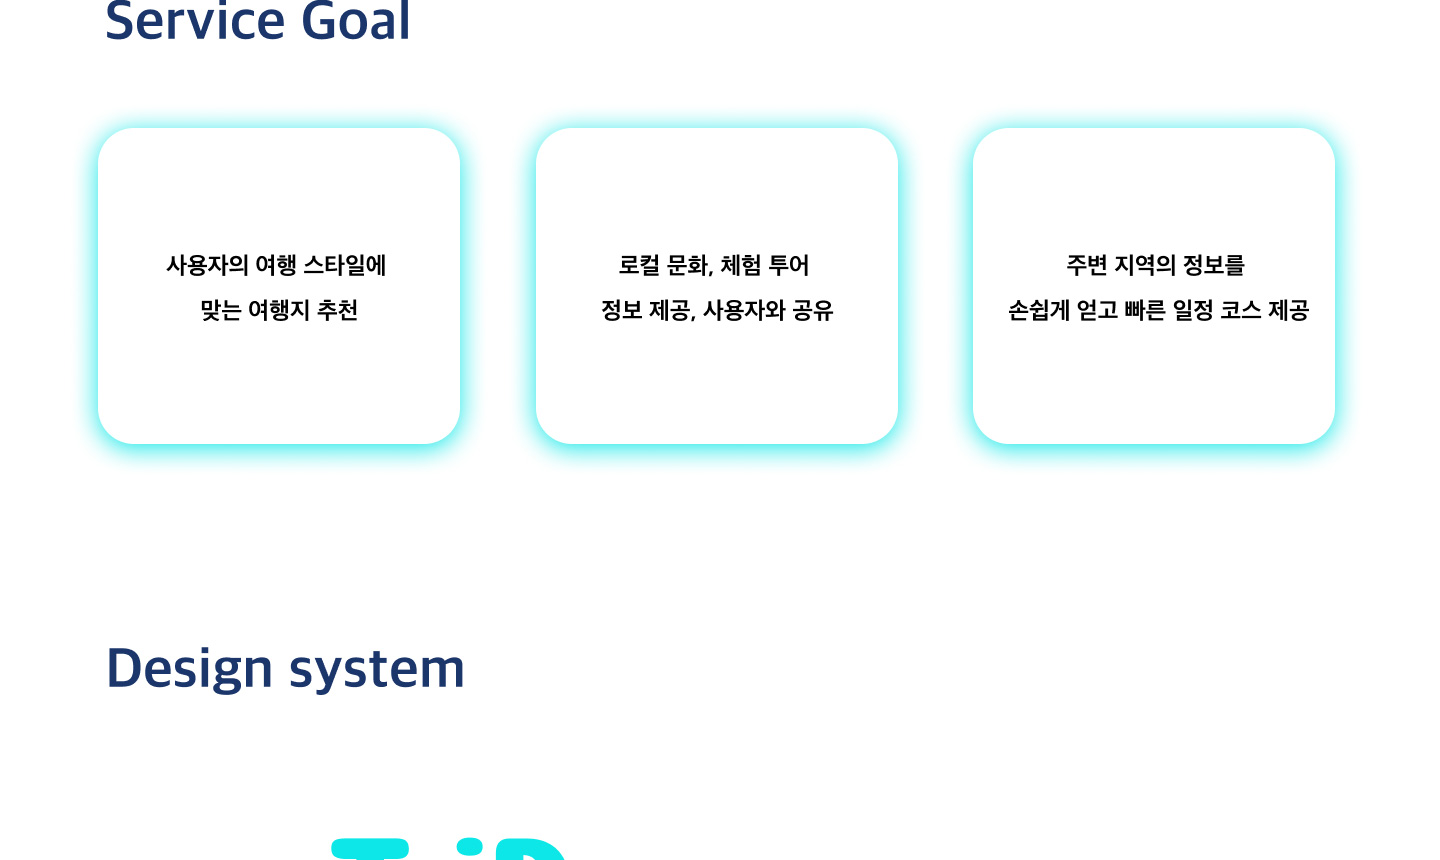 Service Goal
사용자의 여행 스타일에
맞는 여행지 추천
로컬 문화, 체험 투어
정보 제공, 사용자와 공유
주변 지역의 정보를
손쉽게 얻고 빠른 일정 코스 제공
Design system